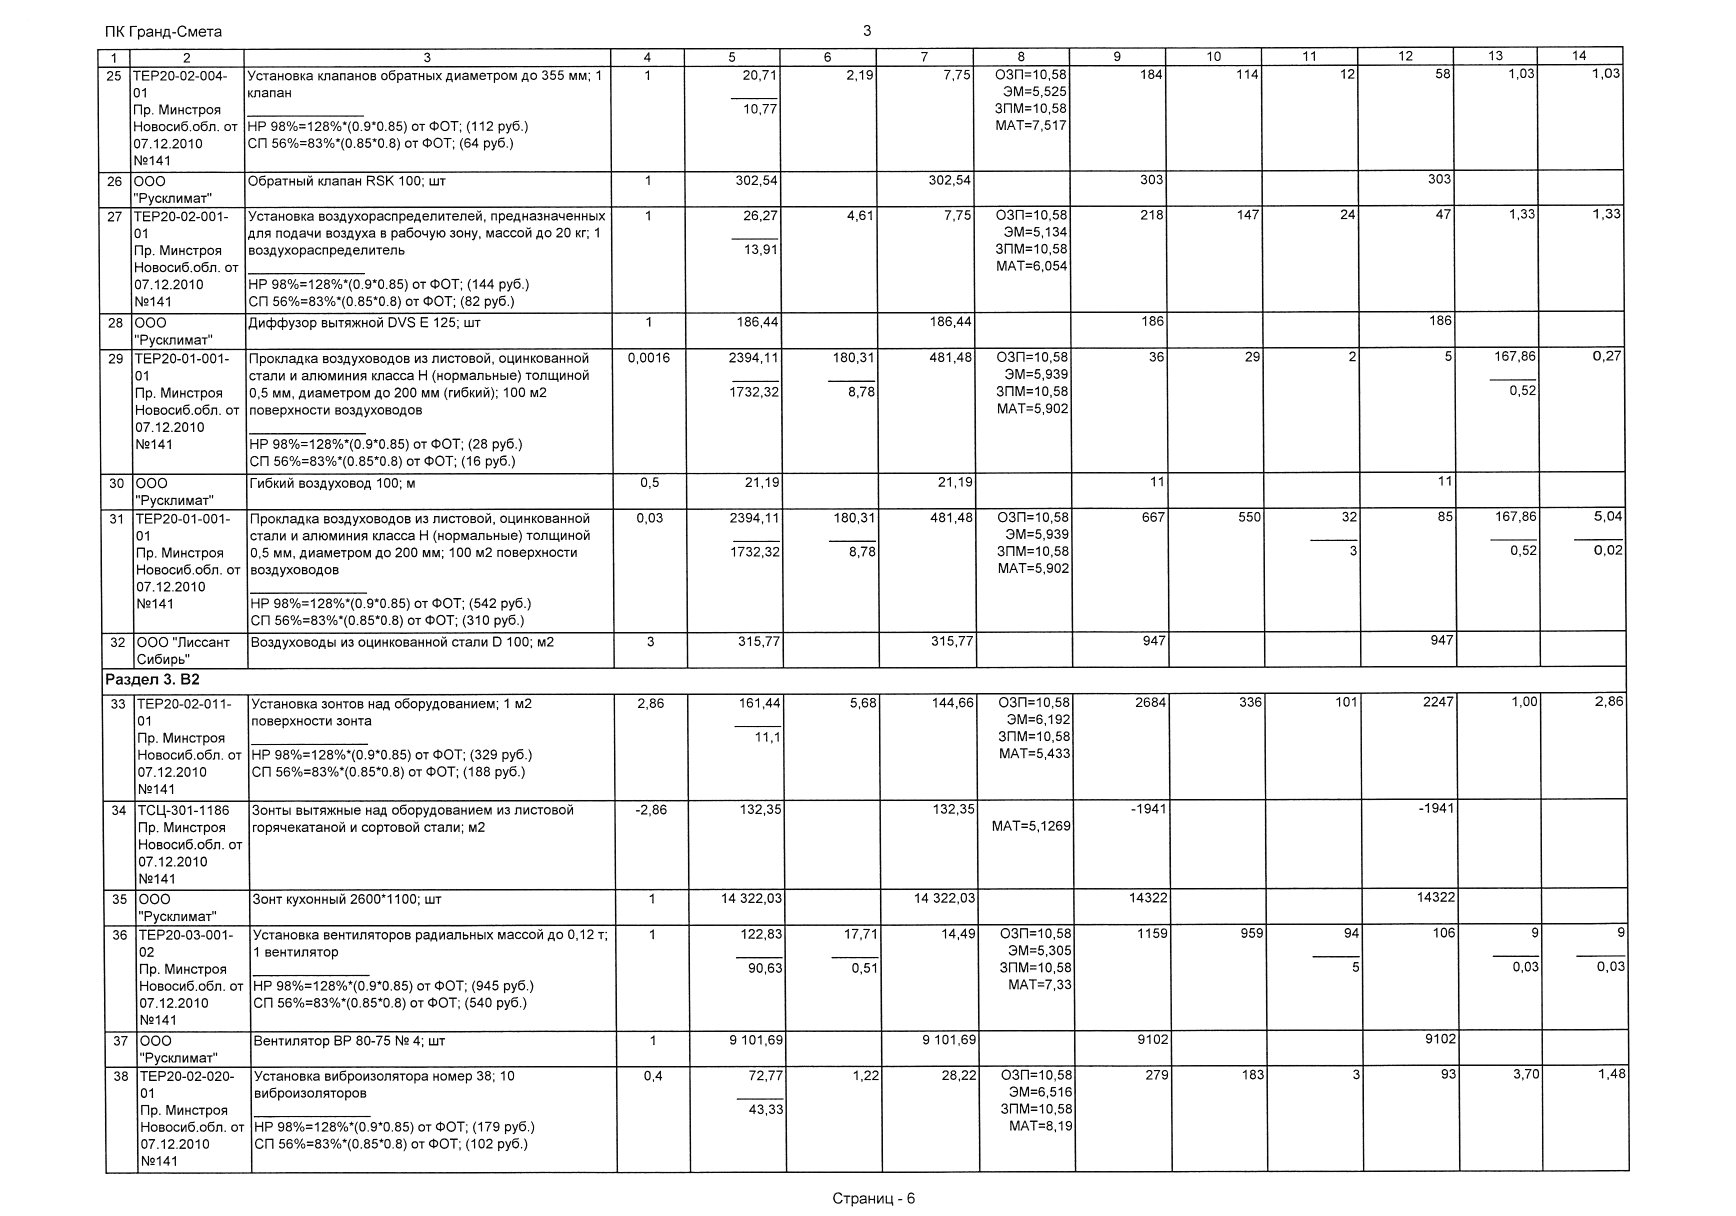 ПК Гранд-Смета
3
1 2 3 4 5 6 7 8 9 10 11 12 13 14
25 ТЕР20-02-004- Установка клапанов обратных диаметром до 355 мм; 1 1 20,71 2,19 7,75 ОЗП=10,58 184 114 12 58 1,03 1,03
01 клапан ЭМ=5,525
Пр. Минстроя 10,77 ЗПМ=10,58
Новосиб.обл. от НР 98%=128%*(0.9*0.85) от ФОТ; (112 руб.) МАТ=7,517
07.12.2010 СП 56%=83%*(0.85*0.8) от ФОТ; (64 руб.)
№141
26 ООО Обратный клапан RSK 100; шт 1 302,54 302,54 303 303
"Русклимат"
27 ТЕР20-02-001- Установка воздухораспределителей, предназначенных 1 26,27 4,61 7,75 ОЗП=10,58 218 147 24 47 1,33 1,33
01 для подачи воздуха в рабочую зону, массой до 20 кг; 1 ЭМ=5,134
Пр. Минстроя воздухораспределитель 13,91 ЗПМ=10,58
Новосиб.обл. от МАТ=6,054
07.12.2010 НР 98%=128%*(0.9*0.85) от ФОТ; (144 руб.)
№141 СП 56%=83%*(0.85*0.8) от ФОТ; (82 руб.)
28 ООО Диффузор вытяжной DVS E 125; шт 1 186,44 186,44 186 186
"Русклимат"
29 ТЕР20-01-001- Прокладка воздуховодов из листовой, оцинкованной 0,0016 2394,11 180,31 481,48 ОЗП=10,58 36 29 2 5 167,86 0,27
01 стали и алюминия класса Н (нормальные) толщиной ЭМ=5,939
Пр. Минстроя 0,5 мм, диаметром до 200 мм (гибкий); 100 м2 1732,32 8,78 ЗПМ=10,58 0,52
Новосиб.обл. от поверхности воздуховодов МАТ=5,902
07.12.2010
№141 НР 98%=128%*(0.9*0.85) от ФОТ; (28 руб.)
СП 56%=83%*(0.85*0.8) от ФОТ; (16 руб.)
30 ООО Гибкий воздуховод 100; м 0,5 21,19 21,19 11 11
"Русклимат"
31 ТЕР20-01-001- Прокладка воздуховодов из листовой, оцинкованной 0,03 2394,11 180,31 481,48 ОЗП=10,58 667 550 32 85 167,86 5,04
01 стали и алюминия класса Н (нормальные) толщиной ЭМ=5,939
Пр. Минстроя 0,5 мм, диаметром до 200 мм; 100 м2 поверхности 1732,32 8,78 ЗПМ=10,58 3 0,52 0,02
Новосиб.обл. от воздуховодов МАТ=5,902
07.12.2010
№141 НР 98%=128%*(0.9*0.85) от ФОТ; (542 руб.)
СП 56%=83%*(0.85*0.8) от ФОТ; (310 руб.)
32 ООО "Лиссант Воздуховоды из оцинкованной стали D 100; м2 3 315,77 315,77 947 947
Сибирь"
Раздел 3. В2
33 ТЕР20-02-011- Установка зонтов над оборудованием; 1 м2 2,86 161,44 5,68 144,66 ОЗП=10,58 2684 336 101 2247 1,00 2,86
01 поверхности зонта ЭМ=6,192
Пр. Минстроя 11,1 ЗПМ=10,58
Новосиб.обл. от НР 98%=128%*(0.9*0.85) от ФОТ; (329 руб.) МАТ=5,433
07.12.2010 СП 56%=83%*(0.85*0.8) от ФОТ; (188 руб.)
№141
34 ТСЦ-301-1186 Зонты вытяжные над оборудованием из листовой -2,86 132,35 132,35 -1941 -1941
Пр. Минстроя горячекатаной и сортовой стали; м2 МАТ=5,1269
Новосиб.обл. от
07.12.2010
№141
35 ООО Зонт кухонный 2600*1100; шт 1 14 322,03 14 322,03 14322 14322
"Русклимат"
36 ТЕР20-03-001- Установка вентиляторов радиальных массой до 0,12 т; 1 122,83 17,71 14,49 ОЗП=10,58 1159 959 94 106 9 9
02 1 вентилятор ЭМ=5,305
Пр. Минстроя 90,63 0,51 ЗПМ=10,58 5 0,03 0,03
Новосиб.обл. от НР 98%=128%*(0.9*0.85) от ФОТ; (945 руб.) МАТ=7,33
07.12.2010 СП 56%=83%*(0.85*0.8) от ФОТ; (540 руб.)
№141
37 ООО Вентилятор ВР 80-75 № 4; шт 1 9 101,69 9 101,69 9102 9102
"Русклимат"
38 ТЕР20-02-020- Установка виброизолятора номер 38; 10 0,4 72,77 1,22 28,22 ОЗП=10,58 279 183 3 93 3,70 1,48
01 виброизоляторов ЭМ=6,516
Пр. Минстроя 43,33 ЗПМ=10,58
Новосиб.обл. от НР 98%=128%*(0.9*0.85) от ФОТ; (179 руб.) МАТ=8,19
07.12.2010 СП 56%=83%*(0.85*0.8) от ФОТ; (102 руб.)
№141
Страниц - 6